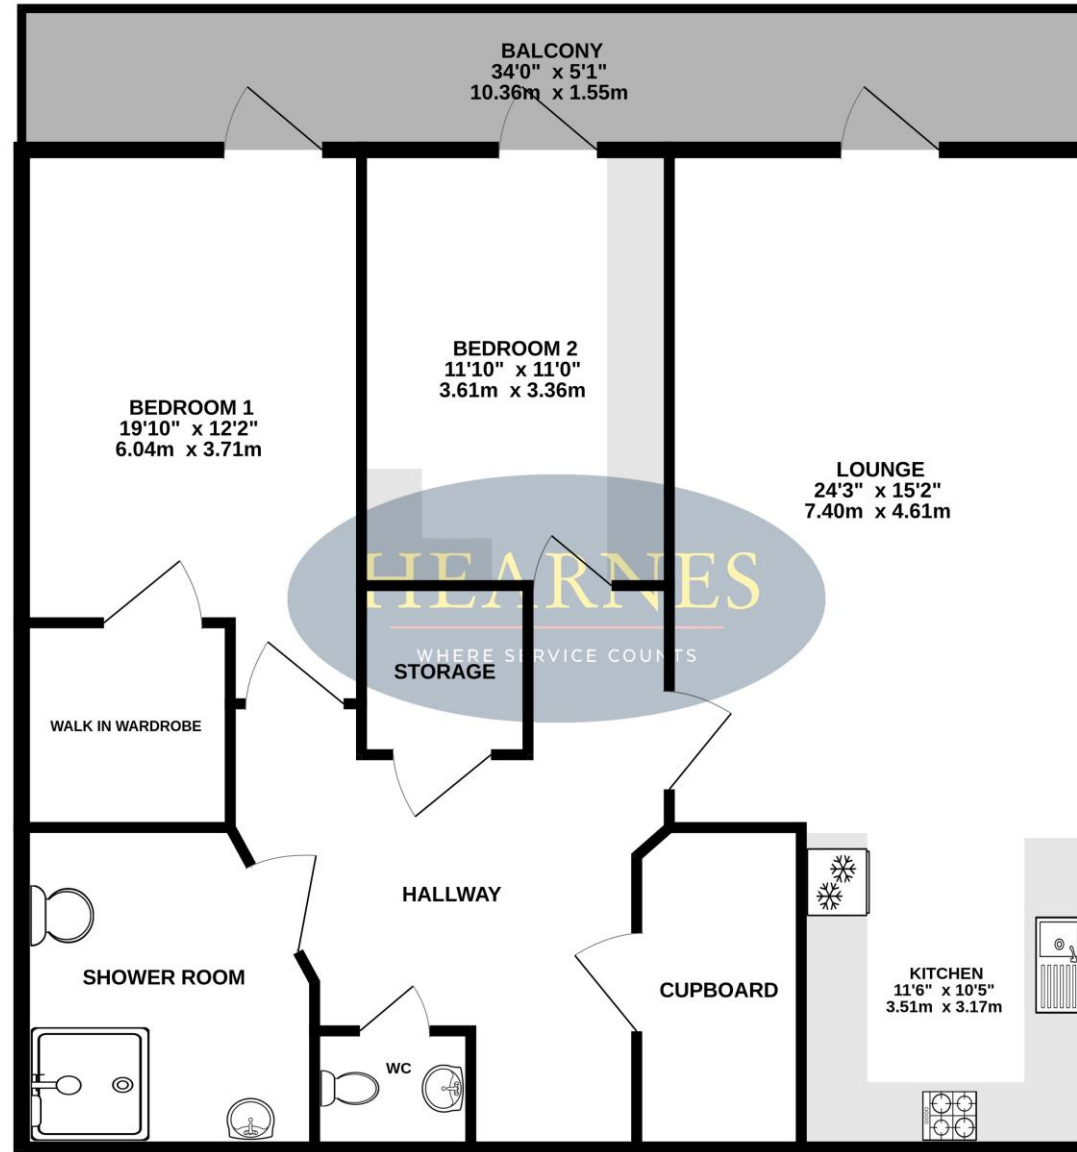 BALCONY
34'0" x 5'1"
10.36m x 1.55m
BEDROOM 2
11'10" x 11'0"
3.61m x 3.36m
BEDROOM 1
19'10" x 12'2"
6.04m x 3.71m
LOUNGE
24'3" x 15'2"
7.40m x 4.61m
HEARNES
WHERE SERVICE COUNTS
STORAGE
WALK IN WARDROBE
HALLWAY
SHOWER ROOM
CUPBOARD
KITCHEN
11'6" x 10'5"
3.51m x 3.17m
WC